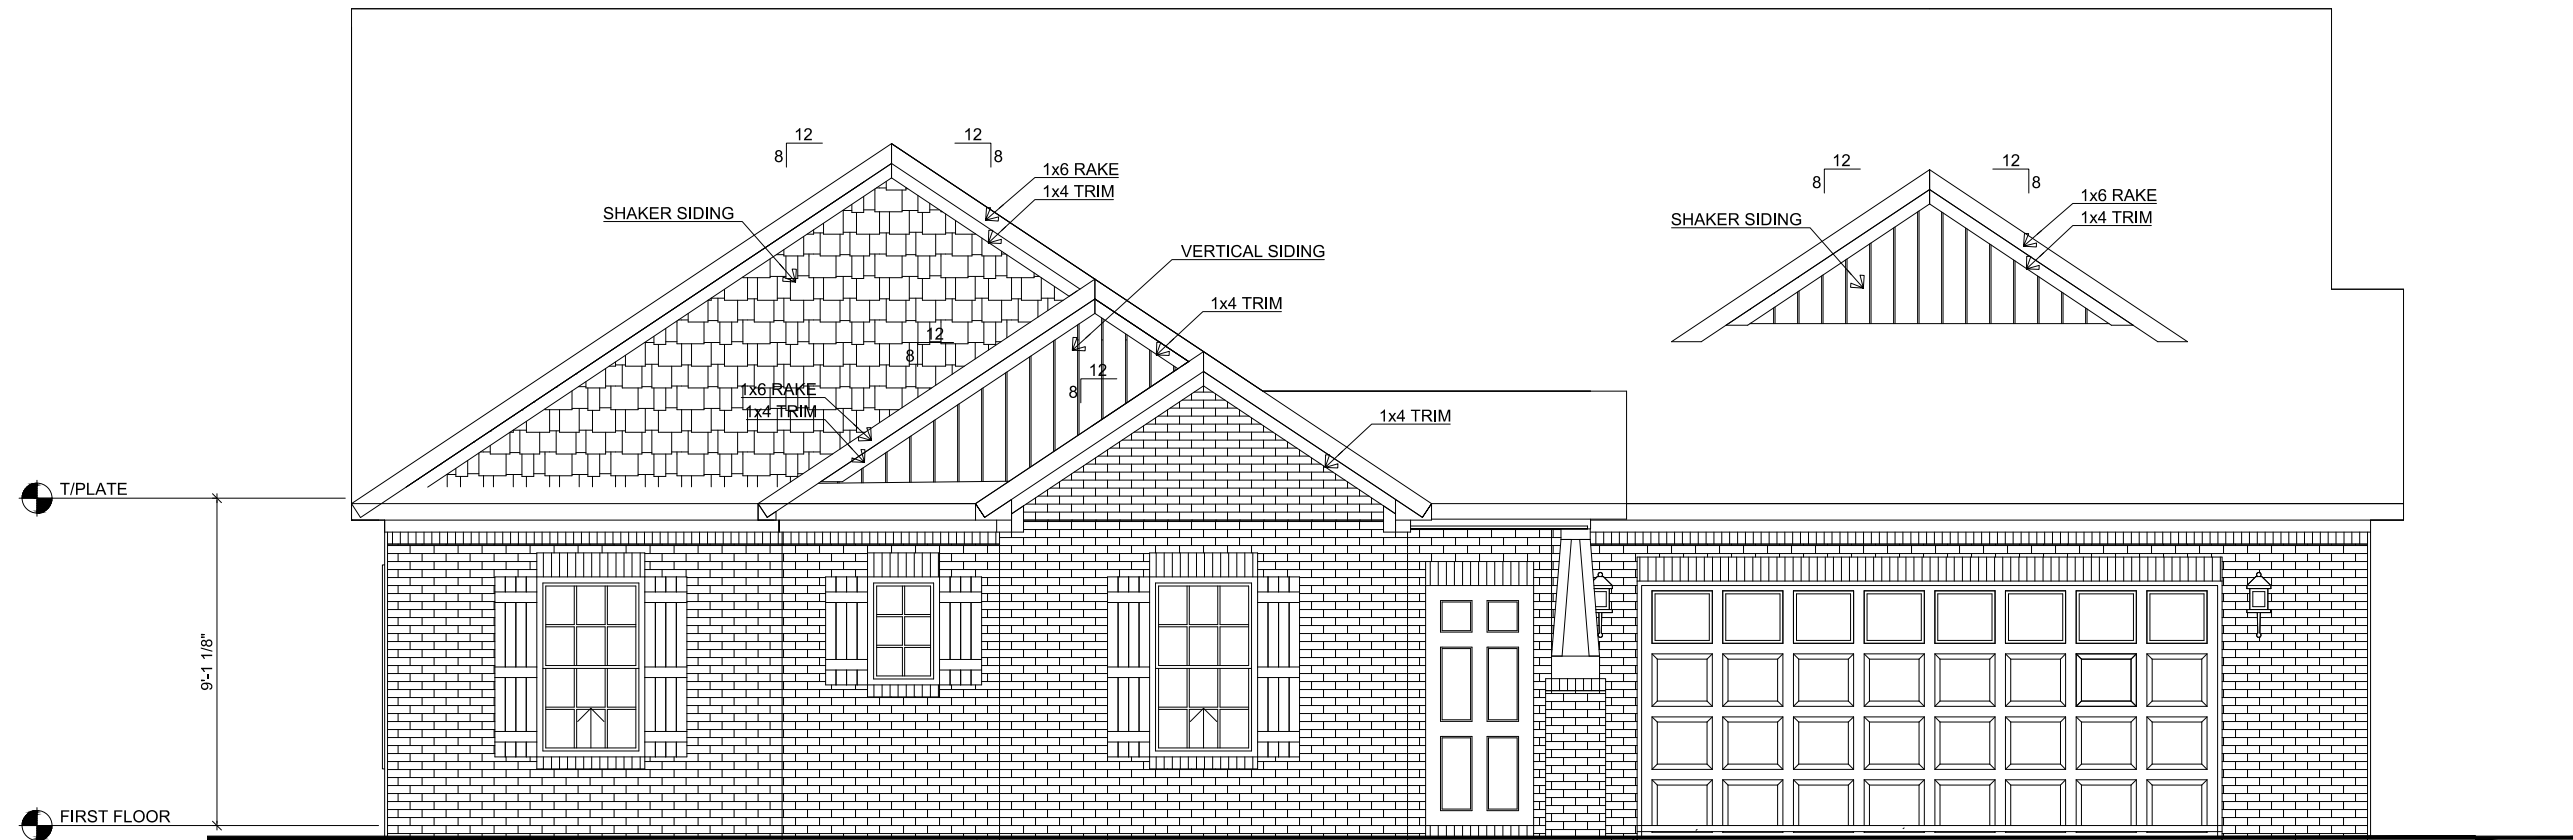 12
12
8
8
1x6 RAKE
1x4 TRIM
SHAKER SIDING
VERTICAL SIDING
1x4 TRIM
12
8
1x6 RAKE
1x4 TRIM
12
8
1x4 TRIM
12
12
8
8
1x6 RAKE
1x4 TRIM
SHAKER SIDING
T/PLATE
9'-1 1/8"
FIRST FLOOR